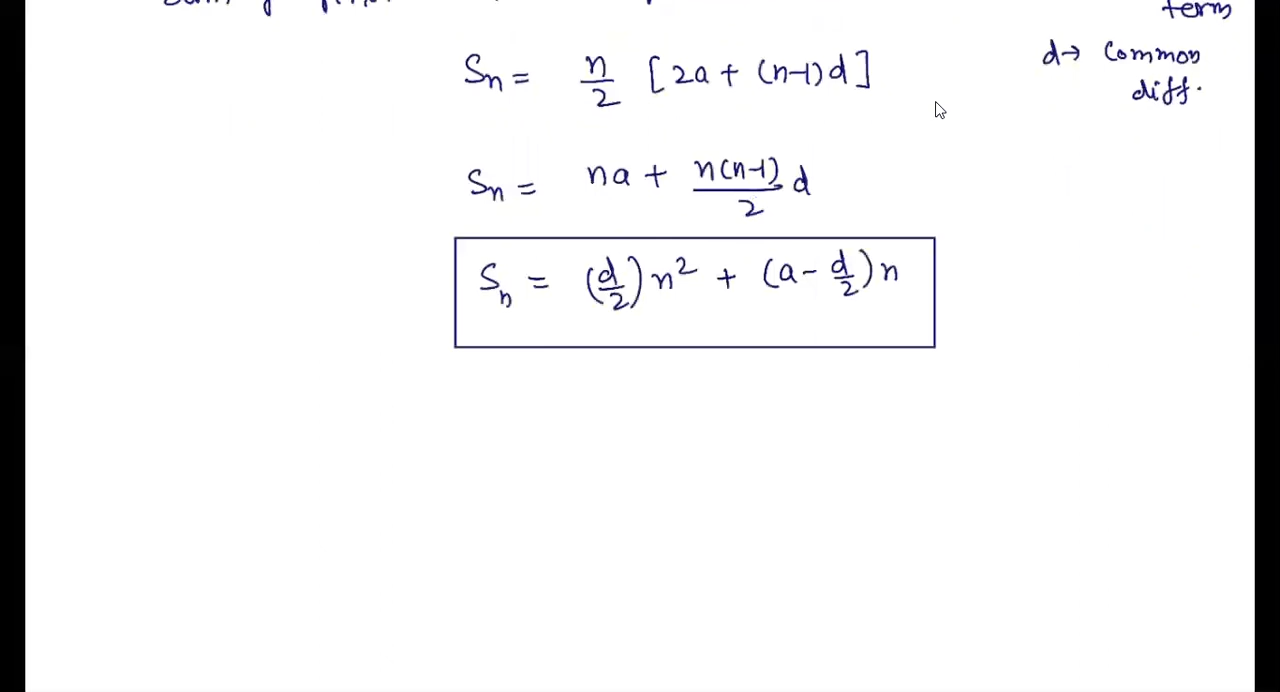 term
Sn = n/2 [2a + (n-1)d]
d → Common
diff.
Sn = na + n(n-1)/2 d
Sn = (d/2)n² + (a - d/2)n